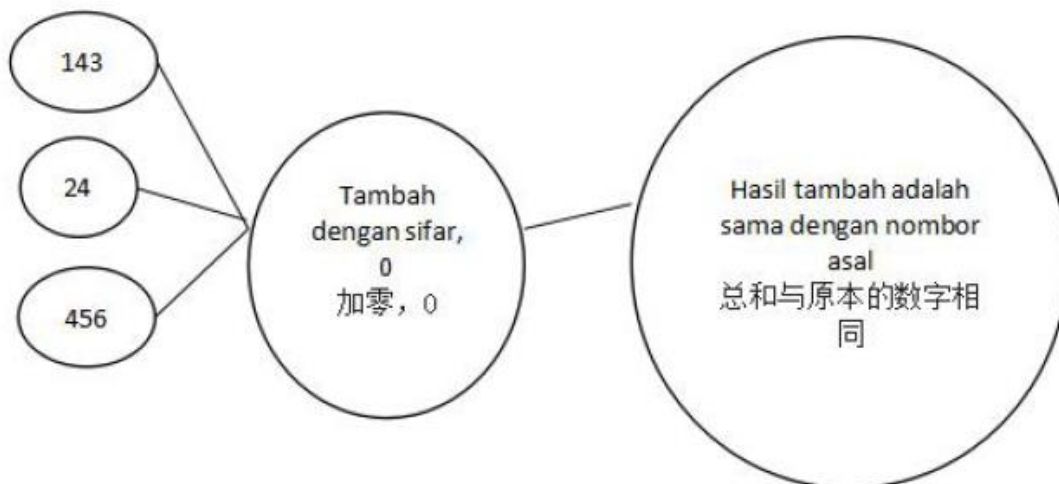 143
24
456
Tambah
dengan sifar,
0
加零，0
Hasil tambah adalah
sama dengan nombor
asal
总和与原本的数字相
同